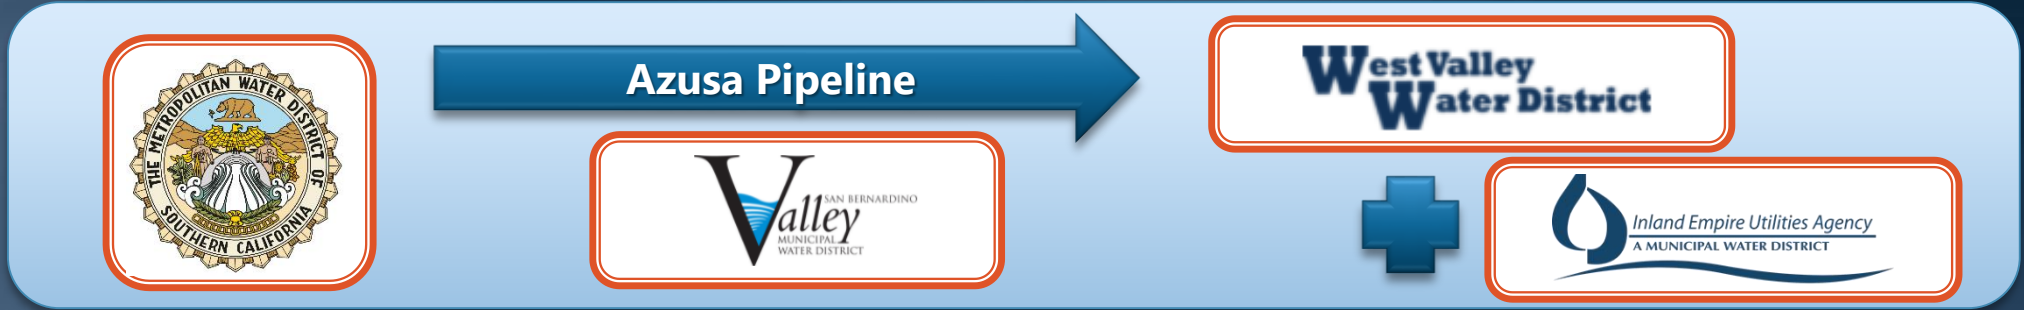 THE METROPOLITAN WATER DISTRICT OF
SOUTHERN CALIFORNIA
Azusa Pipeline
Valley
SAN BERNARDINO
MUNICIPAL
WATER DISTRICT
West Valley
Water District
Inland Empire Utilities Agency
A MUNICIPAL WATER DISTRICT